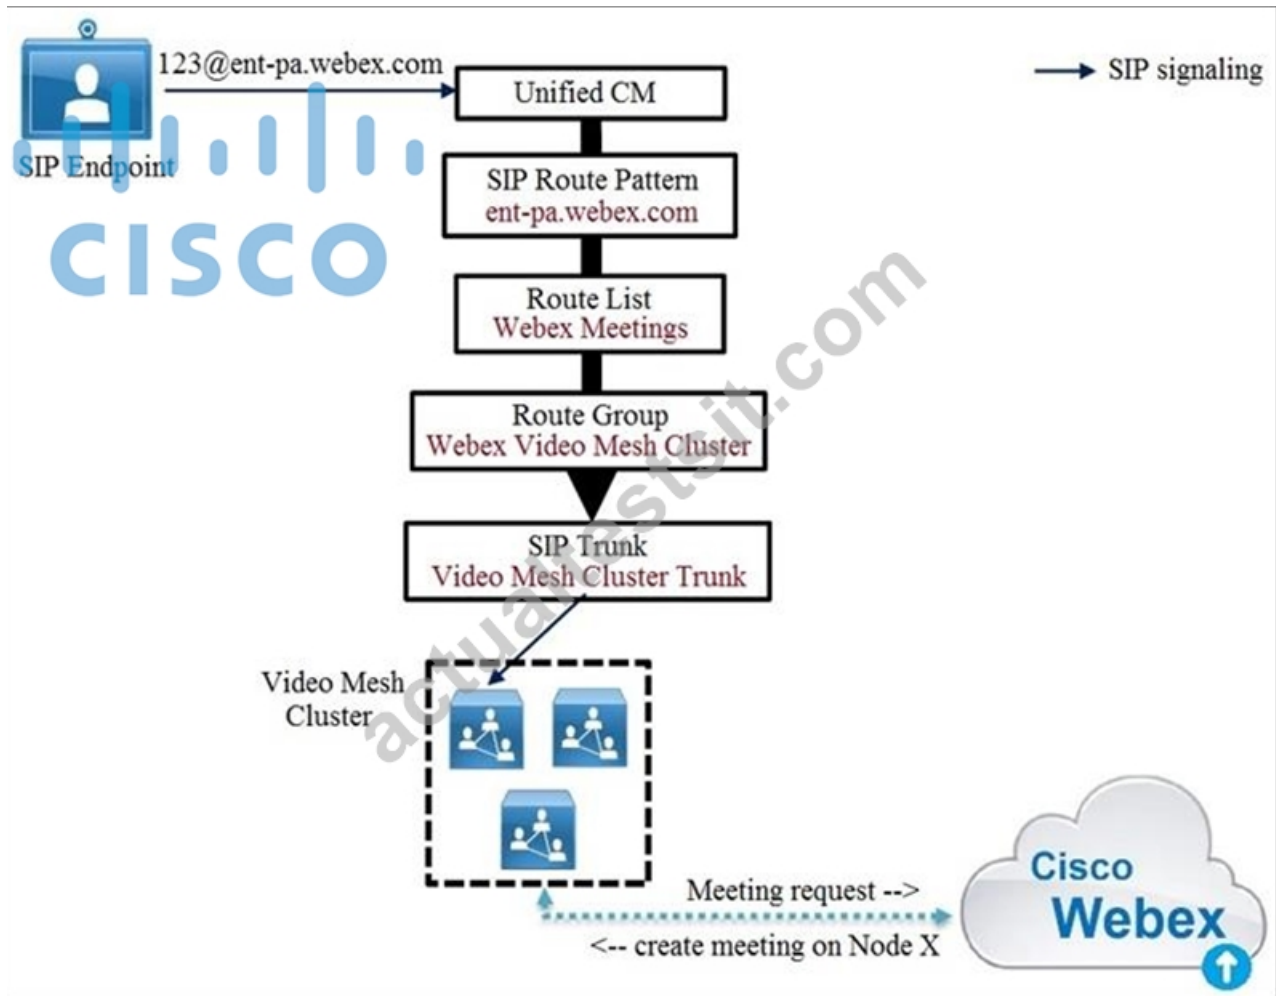 123@ent-pa.webex.com
SIP signaling
Unified CM
SIP Endpoint
CISCO
SIP Route Pattern
ent-pa.webex.com
Route List
Webex Meetings
Route Group
Webex Video Mesh Cluster
SIP Trunk
Video Mesh Cluster Trunk
actualtestsit.com
Video Mesh
Cluster
Meeting request -->
<-- create meeting on Node X
Cisco
Webex